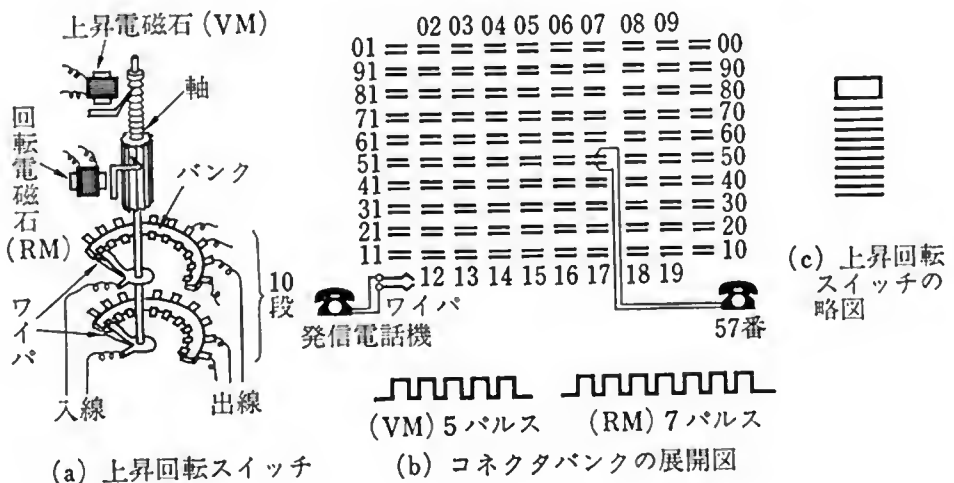 上昇電磁石(VM)
軸
回転電磁石(RM)
バンク
ワイパ
10段
入線
出線
(a) 上昇回転スイッチ
02 03 04 05 06 07 08 09
01 00
91 90
81 80
71 70
61 60
51 50
41 40
31 30
21 20
11 10
12 13 14 15 16 17 18 19
ワイパ
発信電話機
57番
(VM) 5パルス
(RM) 7パルス
(b) コネクタバンクの展開図
(c) 上昇回転
スイッチの
略図